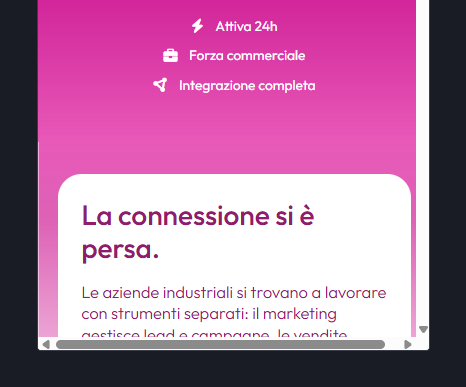 Attiva 24h
Forza commerciale
Integrazione completa
La connessione si è
persa.
Le aziende industriali si trovano a lavorare
con strumenti separati: il marketing
gestisce lead e campagne, le vendite